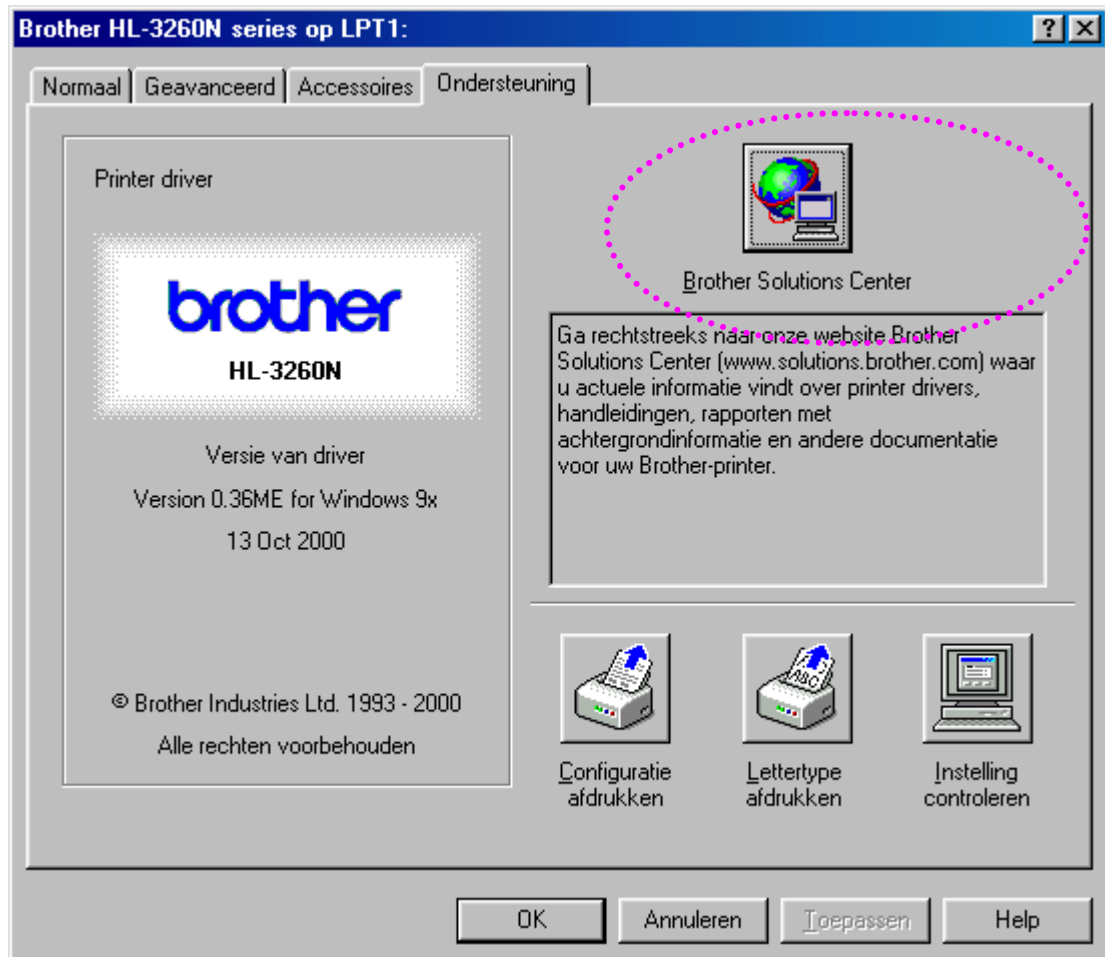 Brother HL-3260N series op LPT1:
Normaal Geavanceerd Accessoires Ondersteuning
Printer driver
brother
HL-3260N
Versie van driver
Version 0.36ME for Windows 9x
13 Oct 2000
© Brother Industries Ltd. 1993 - 2000
Alle rechten voorbehouden
Brother Solutions Center
Ga rechtstreeks naar onze website Brother
Solutions Center (www.solutions.brother.com) waar
u actuele informatie vindt over printer drivers,
handleidingen, rapporten met
achtergrondinformatie en andere documentatie
voor uw Brother-printer.
ABC
Configuratie
afdrukken
Lettertype
afdrukken
Instelling
controleren
OK Annuleren Toepassen Help